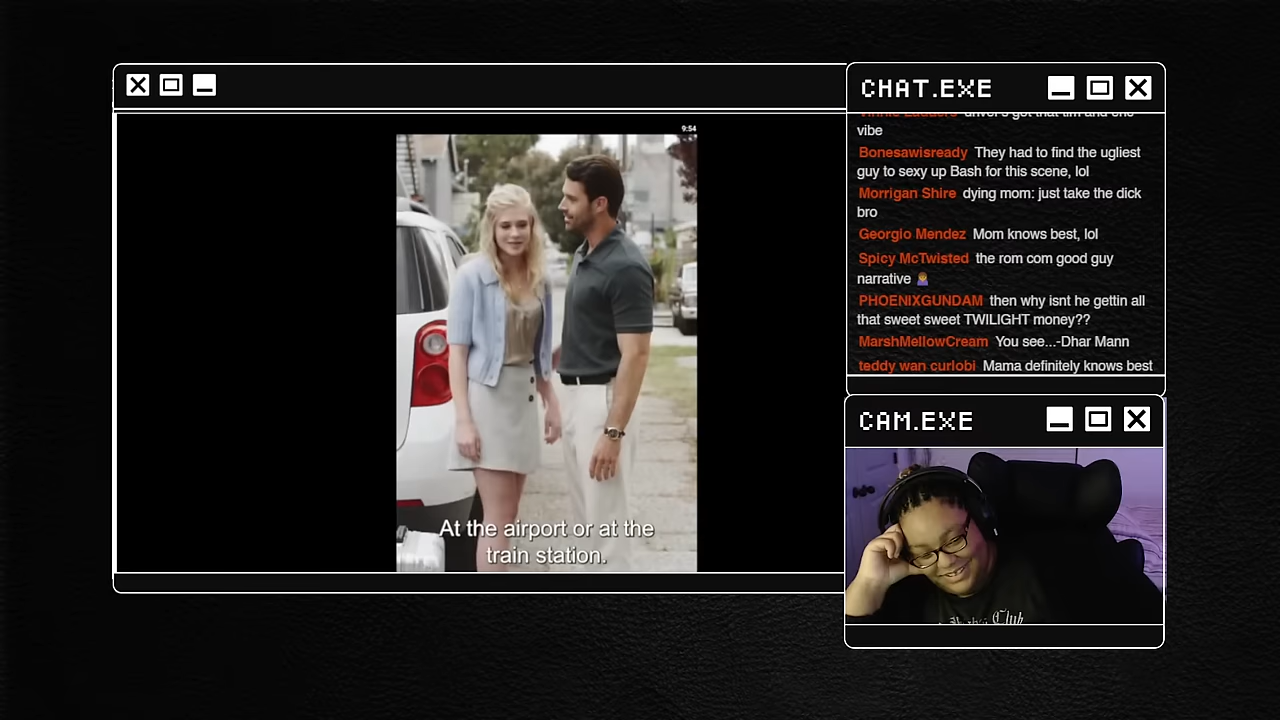 CHAT.EXE
vibe
Bonesawisready They had to find the ugliest
guy to sexy up Bash for this scene, lol
Morrigan Shire dying mom: just take the dick
bro
Georgio Mendez Mom knows best, lol
Spicy McTwisted the rom com good guy
narrative 🤷🏽‍♀️
PHOENIXGUNDAM then why isnt he gettin all
that sweet sweet TWILIGHT money??
MarshMellowCream You see...-Dhar Mann
teddy wan curlobi Mama definitely knows best
9:54
At the airport or at the
train station.
CAM.EXE
Club